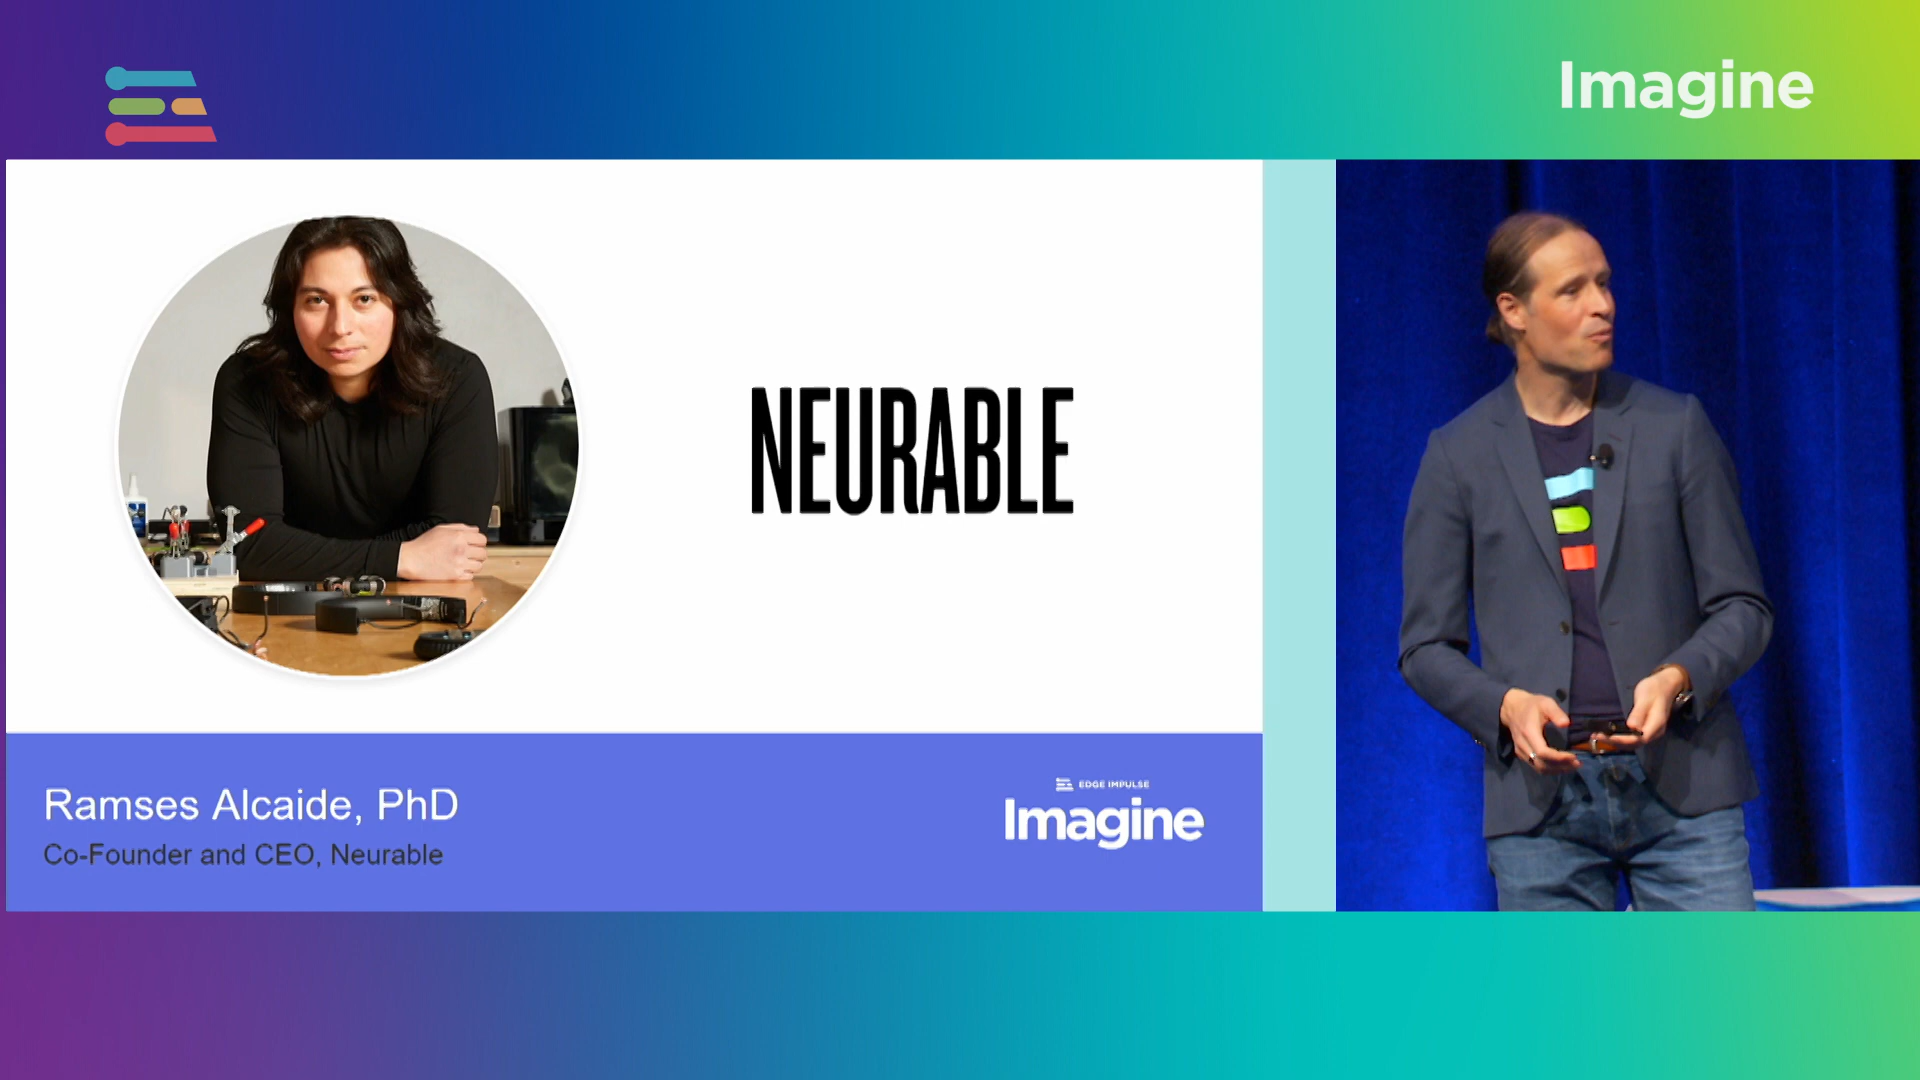 Imagine
NEURABLE
Ramses Alcaide, PhD
Co-Founder and CEO, Neurable
EDGE IMPULSE
Imagine